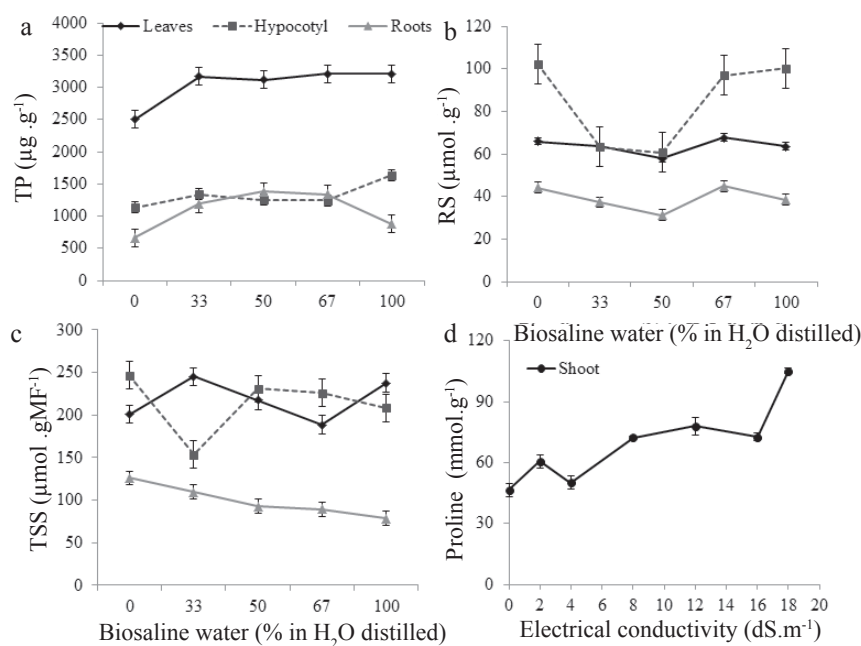 a
Leaves Hypocotyl Roots
TP (µg .g-1)
4000
3500
3000
2500
2000
1500
1000
500
0
0 33 50 67 100
b
RS (µmol .g-1)
120
100
80
60
40
20
0
0 33 50 67 100
Biosaline water (% in H2O distilled)
c
TSS (µmol .gMF-1)
300
250
200
150
100
50
0
0 33 50 67 100
Biosaline water (% in H2O distilled)
d
Shoot
Proline (mmol.g-1)
120
90
60
30
0
0 2 4 6 8 10 12 14 16 18 20
Electrical conductivity (dS.m-1)